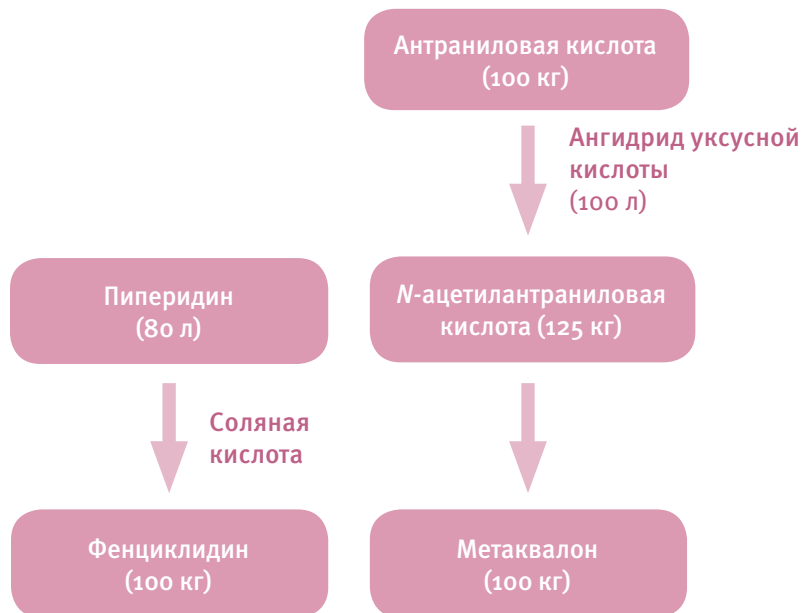 Антраниловая кислота
(100 кг)
Ангидрид уксусной
кислоты
(100 л)
Пиперидин
(80 л)
N-ацетилантраниловая
кислота (125 кг)
Соляная
кислота
Фенциклидин
(100 кг)
Метаквалон
(100 кг)